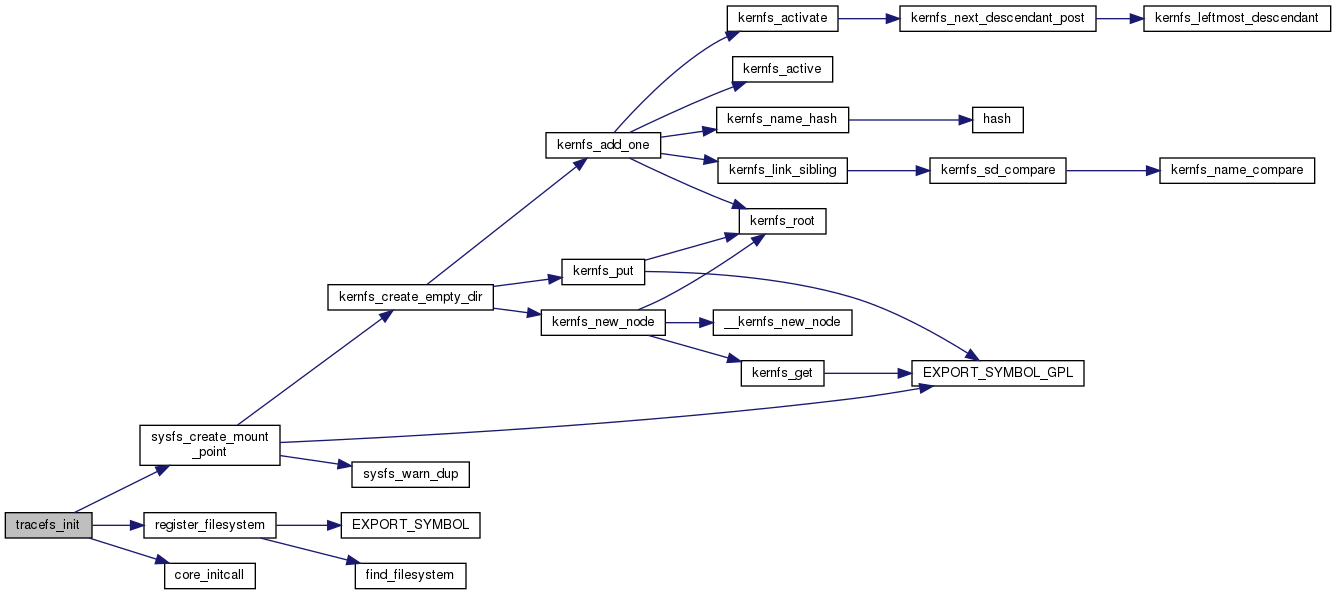 kernfs_activate
kernfs_next_descendant_post
kernfs_leftmost_descendant
kernfs_active
kernfs_name_hash
hash
kernfs_add_one
kernfs_link_sibling
kernfs_sd_compare
kernfs_name_compare
kernfs_root
kernfs_put
kernfs_create_empty_dir
kernfs_new_node
__kernfs_new_node
kernfs_get
EXPORT_SYMBOL_GPL
sysfs_create_mount
_point
sysfs_warn_dup
tracefs_init
register_filesystem
EXPORT_SYMBOL
core_initcall
find_filesystem